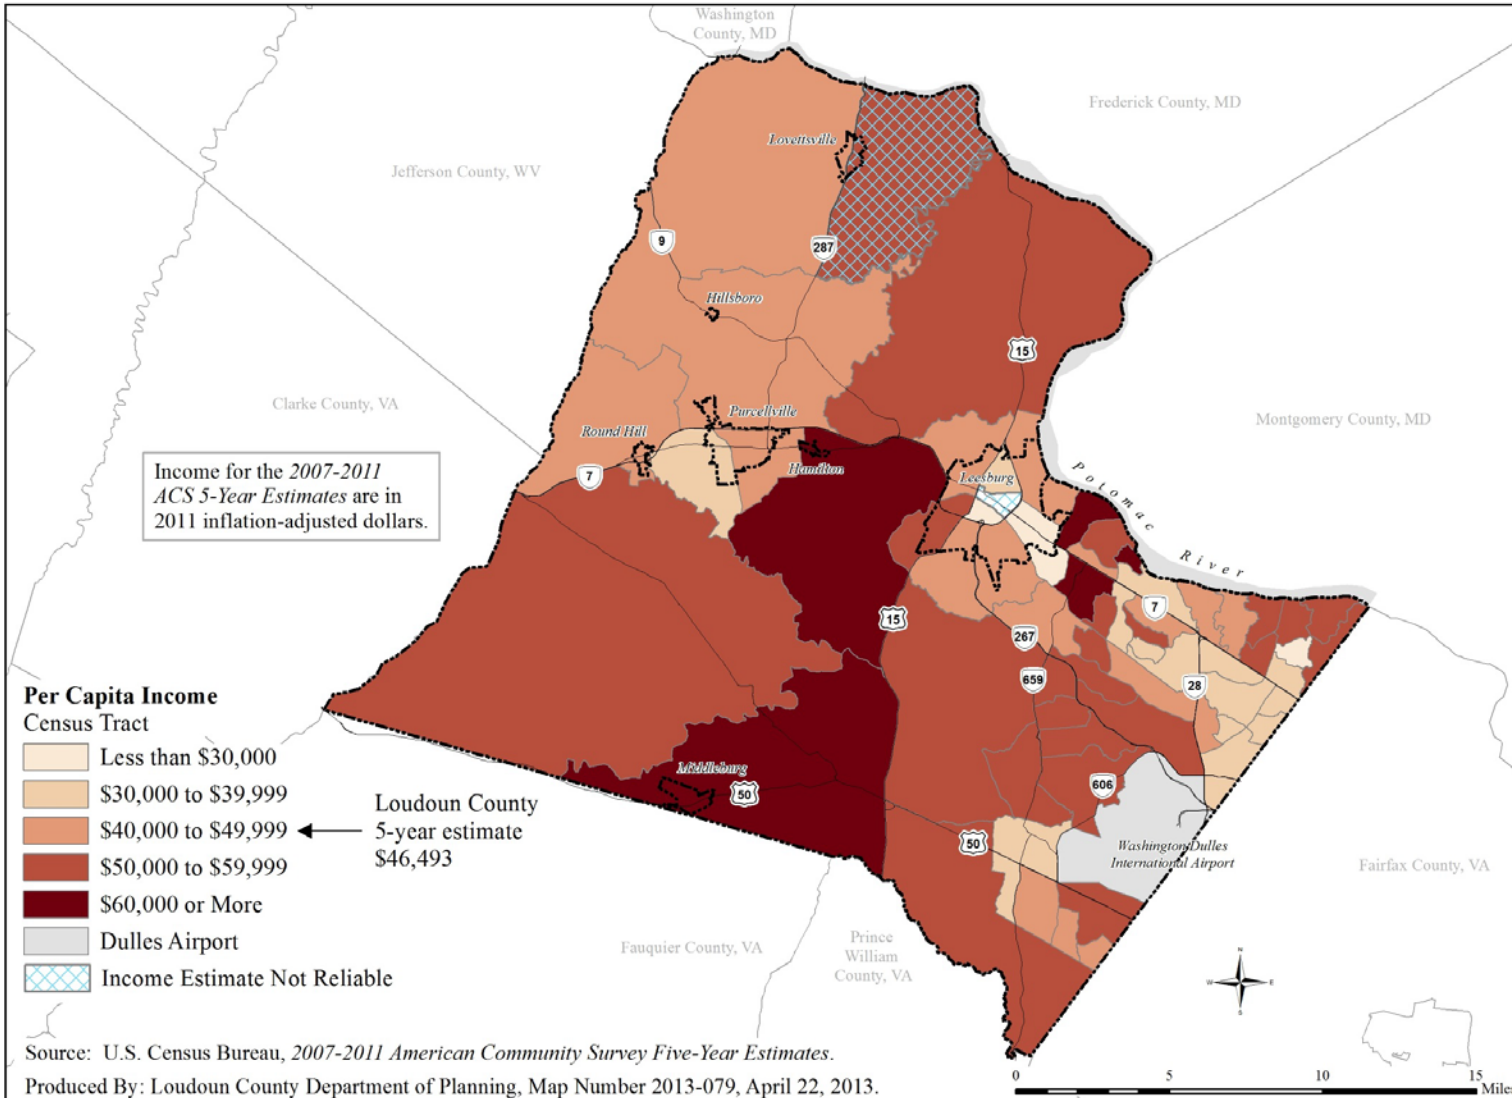 Washington
County, MD
Frederick County, MD
Jefferson County, WV
Lovettsville
9
287
Hillsboro
15
Clarke County, VA
Montgomery County, MD
Purcellville
Round Hill
Hamilton
7
Leesburg
Potomac River
Income for the 2007-2011
ACS 5-Year Estimates are in
2011 inflation-adjusted dollars.
7
15
267
659
28
Per Capita Income
Census Tract
Less than $30,000
$30,000 to $39,999
$40,000 to $49,999
$50,000 to $59,999
$60,000 or More
Dulles Airport
Income Estimate Not Reliable
Loudoun County
5-year estimate
$46,493
Middleburg
50
606
50
Washington Dulles
International Airport
Fairfax County, VA
Fauquier County, VA
Prince
William
County, VA
N
W
E
S
Source: U.S. Census Bureau, 2007-2011 American Community Survey Five-Year Estimates.
Produced By: Loudoun County Department of Planning, Map Number 2013-079, April 22, 2013.
0 5 10 15
Miles